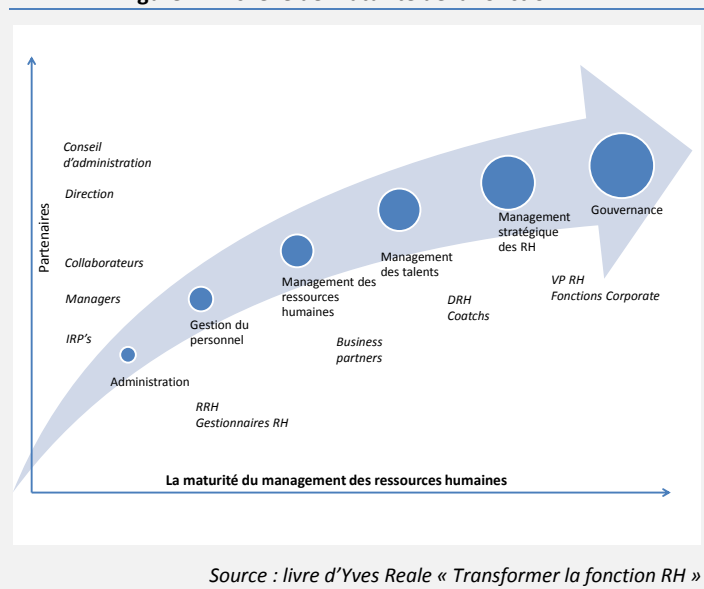 Conseil
d'administration
Direction
Partenaires
Collaborateurs
Managers
IRP's
Administration
Gestion du
personnel
Management des
ressources
humaines
Management
des talents
Management
stratégique
des RH
Gouvernance
RRH
Gestionnaires RH
Business
partners
DRH
Coatchs
VP RH
Fonctions Corporate
La maturité du management des ressources humaines
Source : livre d'Yves Reale « Transformer la fonction RH »